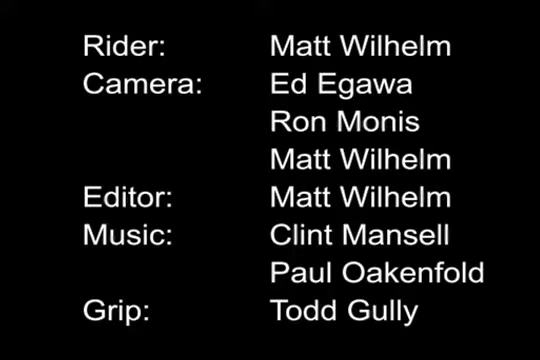 Rider: Matt Wilhelm
Camera: Ed Egawa
Ron Monis
Matt Wilhelm
Editor: Matt Wilhelm
Music: Clint Mansell
Paul Oakenfold
Grip: Todd Gully